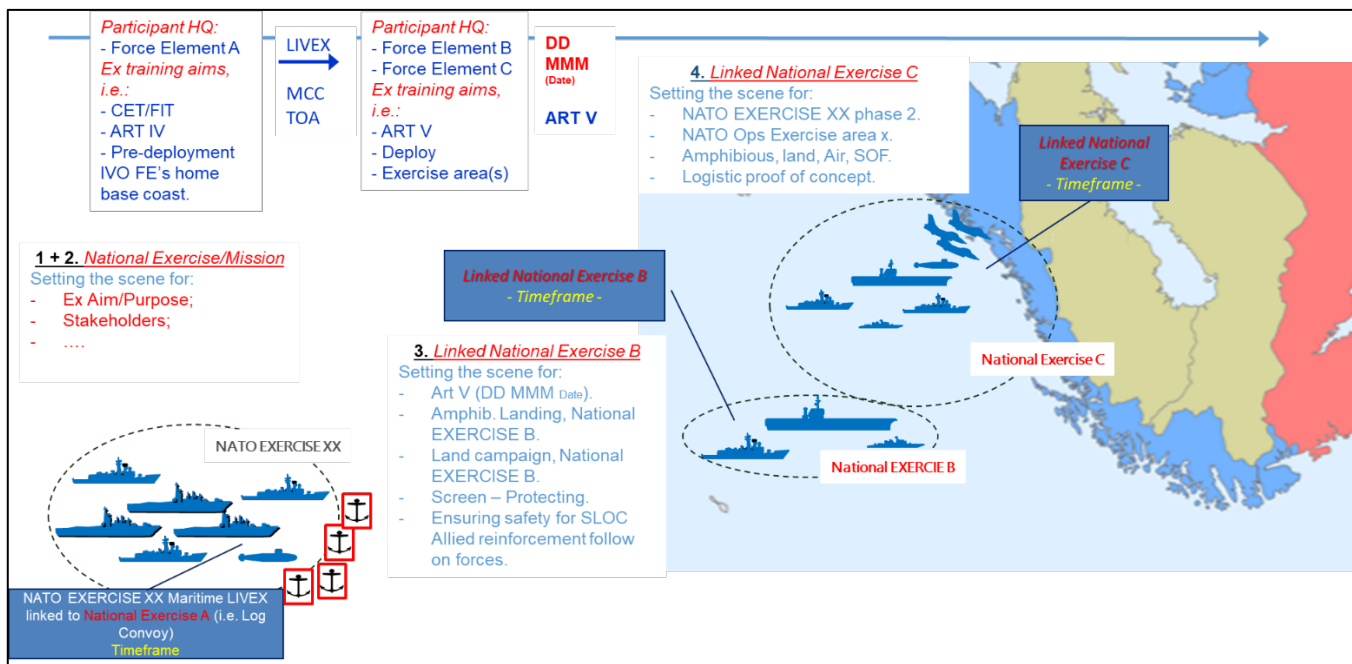 Participant HQ:
- Force Element A
Ex training aims,
i.e.:
- CET/FIT
- ART IV
- Pre-deployment
IVO FE's home
base coast.
LIVEX
MCC
TOA
Participant HQ:
- Force Element B
- Force Element C
Ex training aims,
i.e.:
- ART V
- Deploy
- Exercise area(s)
DD
MMM
(Date)
ART V
4. Linked National Exercise C
Setting the scene for:
- NATO EXERCISE XX phase 2.
- NATO Ops Exercise area x.
- Amphibious, land, Air, SOF.
- Logistic proof of concept.
Linked National
Exercise C
- Timeframe -
1 + 2. National Exercise/Mission
Setting the scene for:
- Ex Aim/Purpose;
- Stakeholders;
- ....
Linked National Exercise B
- Timeframe -
3. Linked National Exercise B
Setting the scene for:
- Art V (DD MMM Date).
- Amphib. Landing, National
EXERCISE B.
- Land campaign, National
EXERCISE B.
- Screen – Protecting.
- Ensuring safety for SLOC
Allied reinforcement follow
on forces.
National Exercise C
National EXERCIE B
NATO EXERCISE XX
NATO EXERCISE XX Maritime LIVEX
linked to National Exercise A (i.e. Log
Convoy)
Timeframe